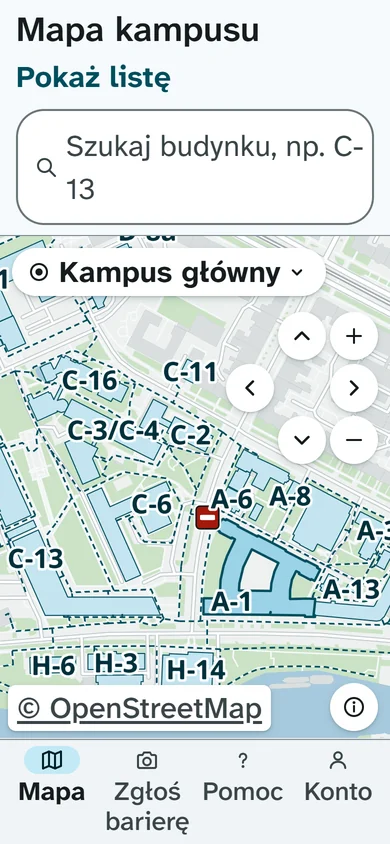 Mapa kampusu
Pokaż listę
Szukaj budynku, np. C-
13
Kampus główny
C-11
C-16
C-3/C-4
C-2
C-6
A-6
A-8
C-13
A-13
A-1
H-6
H-3
H-14
© OpenStreetMap
Mapa
Zgłoś
barierę
Pomoc
Konto